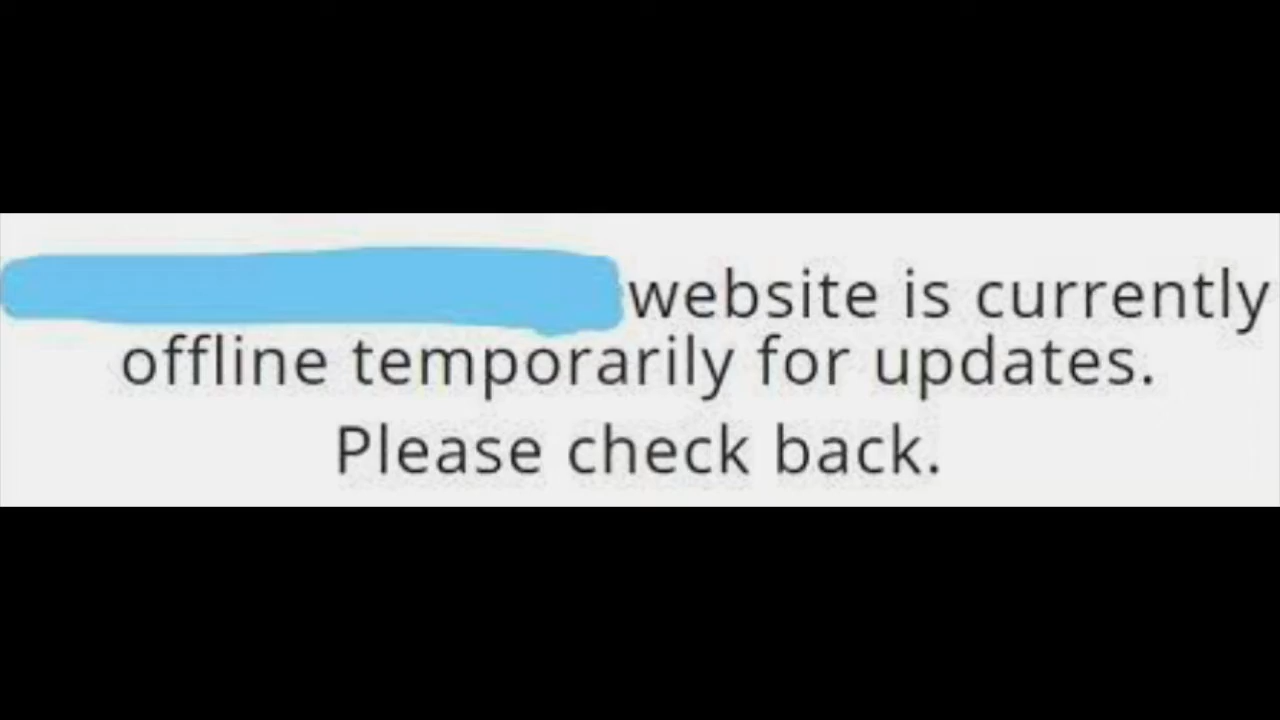 website is currently
offline temporarily for updates.
Please check back.